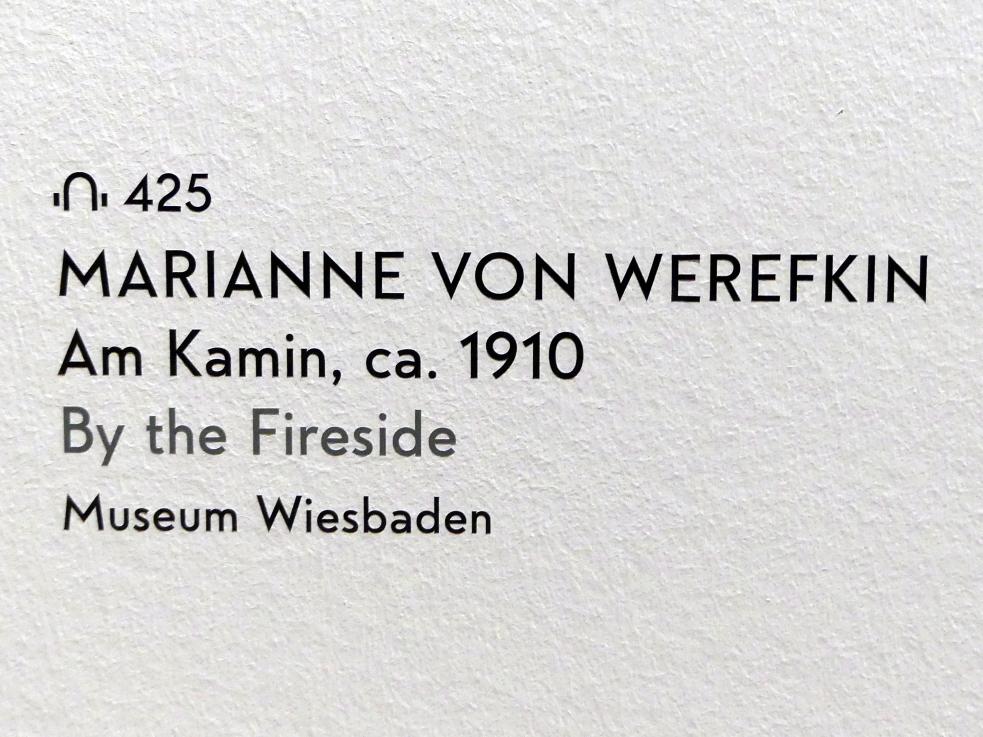 425
MARIANNE VON WEREFKIN
Am Kamin, ca. 1910
By the Fireside
Museum Wiesbaden